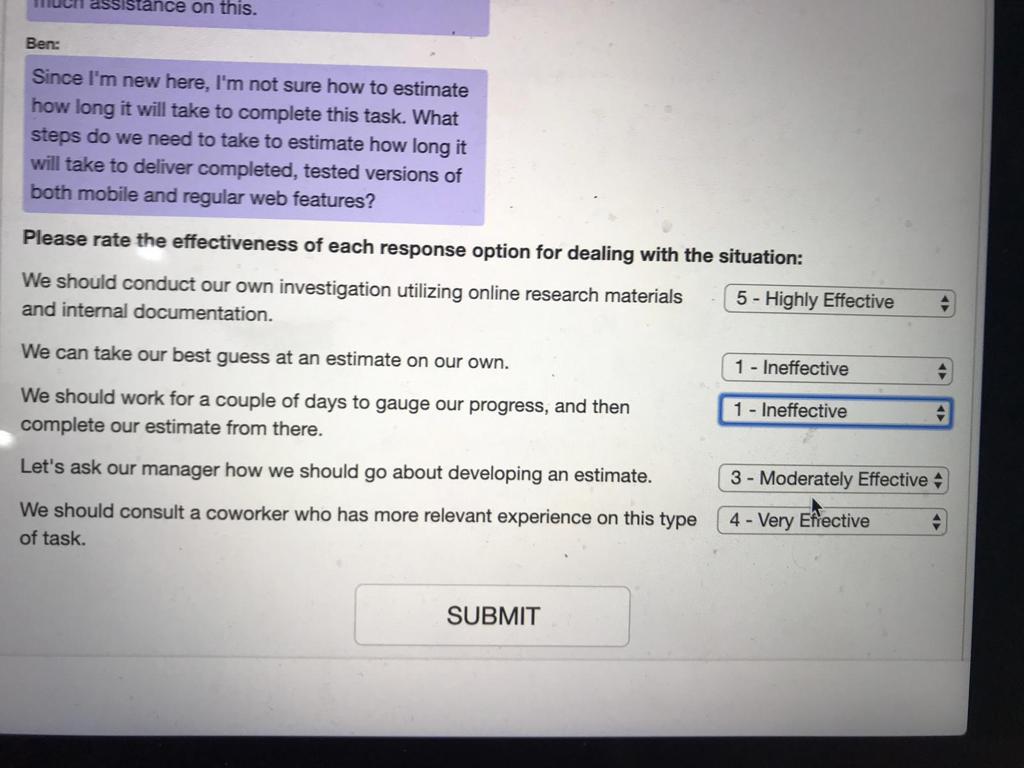 much assistance on this.
Ben:
Since I'm new here, I'm not sure how to estimate
how long it will take to complete this task. What
steps do we need to take to estimate how long it
will take to deliver completed, tested versions of
both mobile and regular web features?
Please rate the effectiveness of each response option for dealing with the situation:
We should conduct our own investigation utilizing online research materials
and internal documentation.
5 - Highly Effective
We can take our best guess at an estimate on our own.
1 - Ineffective
We should work for a couple of days to gauge our progress, and then
complete our estimate from there.
1 - Ineffective
Let's ask our manager how we should go about developing an estimate.
3 - Moderately Effective
We should consult a coworker who has more relevant experience on this type
of task.
4 - Very Effective
SUBMIT